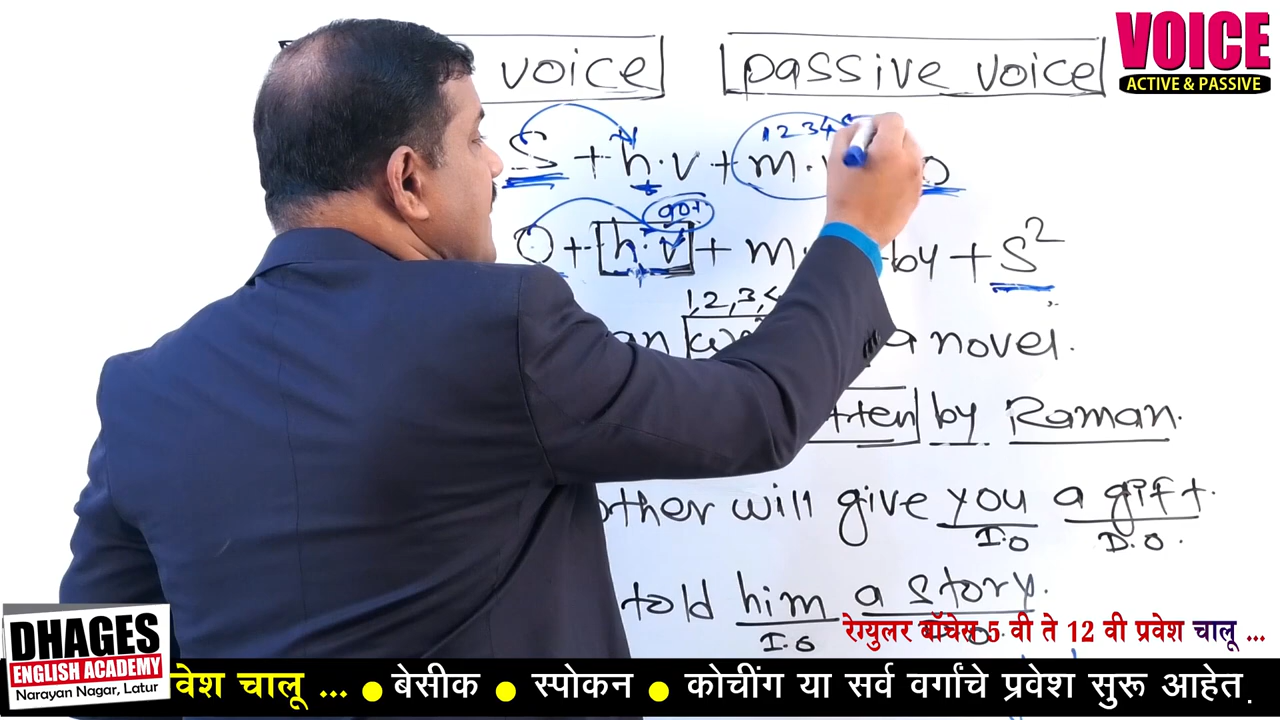 VOICE
ACTIVE & PASSIVE
voice passive voice
1 2 3 4
S + h.v + m. o
90+
O + h.v + m. by + S²
1,2,3,4
a novel.
by Raman.
will give you a gift.
I.O D.O.
told him a story.
I.O
रेग्युलर बॅचेस 5 वी ते 12 वी प्रवेश चालू ...
DHAGES
ENGLISH ACADEMY
Narayan Nagar, Latur
चालू ... ● बेसीक ● स्पोकन ● कोचींग या सर्व वर्गांचे प्रवेश सुरू आहेत.